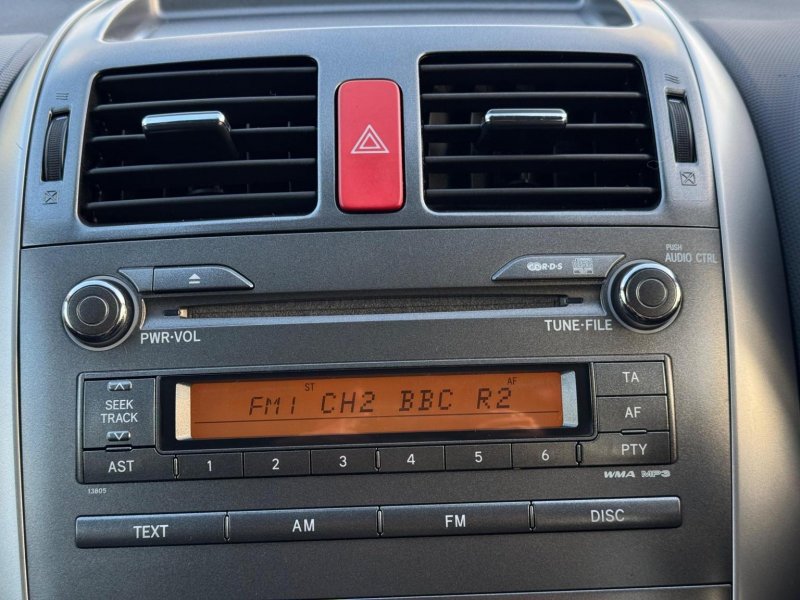 PUSH
AUDIO CTRL
R·D·S
PWR·VOL
TUNE·FILE
ST AF
FM1 CH2 BBC R2
SEEK
TRACK
TA
AF
AST 1 2 3 4 5 6 PTY
13805
WMA MP3
TEXT AM FM DISC